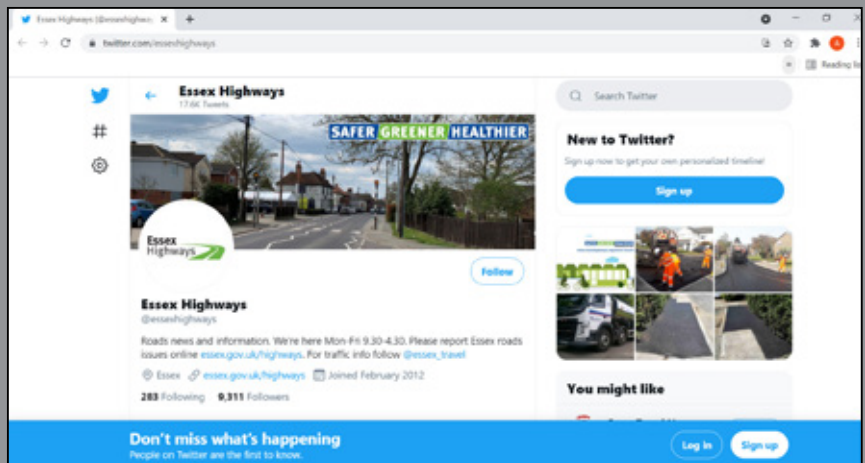 Essex Highways (@essexhighwa
twitter.com/essexhighways
Reading lis
Essex Highways
17.6K Tweets
SAFER GREENER HEALTHIER
Essex
Highways
Follow
Essex Highways
@essexhighways
Roads news and information. We're here Mon-Fri 9.30-4.30. Please report Essex roads
issues online essex.gov.uk/highways. For traffic info follow @essex_travel
Essex essex.gov.uk/highways Joined February 2012
283 Following 9,311 Followers
Search Twitter
New to Twitter?
Sign up now to get your own personalized timeline!
Sign up
SAFER GREENER HEALTHIER
You might like
Don't miss what's happening
People on Twitter are the first to know.
Log in Sign up